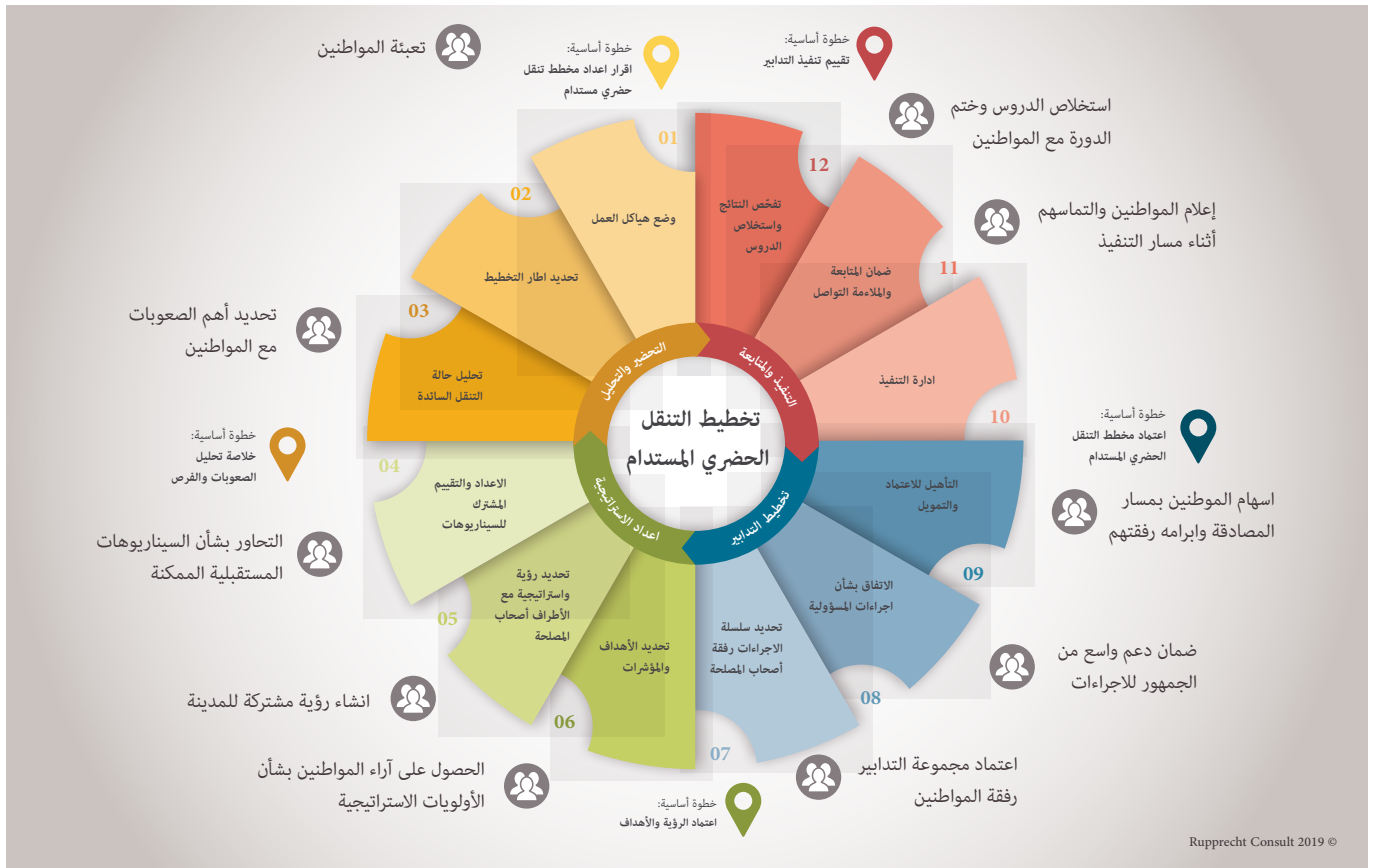 تعبئة المواطنين
خطوة أساسية:
اقرار اعداد مخطط تنقل
حضري مستدام
خطوة أساسية:
تقييم تنفيذ التدابير
استخلاص الدروس وختم
الدورة مع المواطنين
إعلام المواطنين والتماسهم
أثناء مسار التنفيذ
خطوة أساسية:
اعتماد مخطط التنقل
الحضري المستدام
اسهام الموطنين بمسار
المصادقة وابرامه رفقتهم
ضمان دعم واسع من
الجمهور للاجراءات
اعتماد مجموعة التدابير
رفقة المواطنين
خطوة أساسية:
اعتماد الرؤية والأهداف
الحصول على آراء المواطنين بشأن
الأولويات الاستراتيجية
انشاء رؤية مشتركة للمدينة
التحاور بشأن السيناريوهات
المستقبلية الممكنة
خطوة أساسية:
خلاصة تحليل
الصعوبات والفرص
تحديد أهم الصعوبات
مع المواطنين
01
وضع هياكل العمل
02
تحديد اطار التخطيط
03
تحليل حالة
التنقل السائدة
04
الاعداد والتقييم
المشترك
للسيناريوهات
05
تحديد رؤية
واستراتيجية مع
الأطراف أصحاب
المصلحة
06
تحديد الأهداف
والمؤشرات
07
تحديد سلسلة
الاجراءات رفقة
أصحاب المصلحة
08
الاتفاق بشأن
اجراءات المسؤولية
09
التأهيل للاعتماد
والتمويل
10
ادارة التنفيذ
11
ضمان المتابعة
والملاءمة التواصل
12
تفحّص النتائج
واستخلاص
الدروس
التحضير والتحليل
اعداد الاستراتيجية
تخطيط التدابير
التنفيذ والمتابعة
تخطيط التنقل
الحضري المستدام
Rupprecht Consult 2019 ©